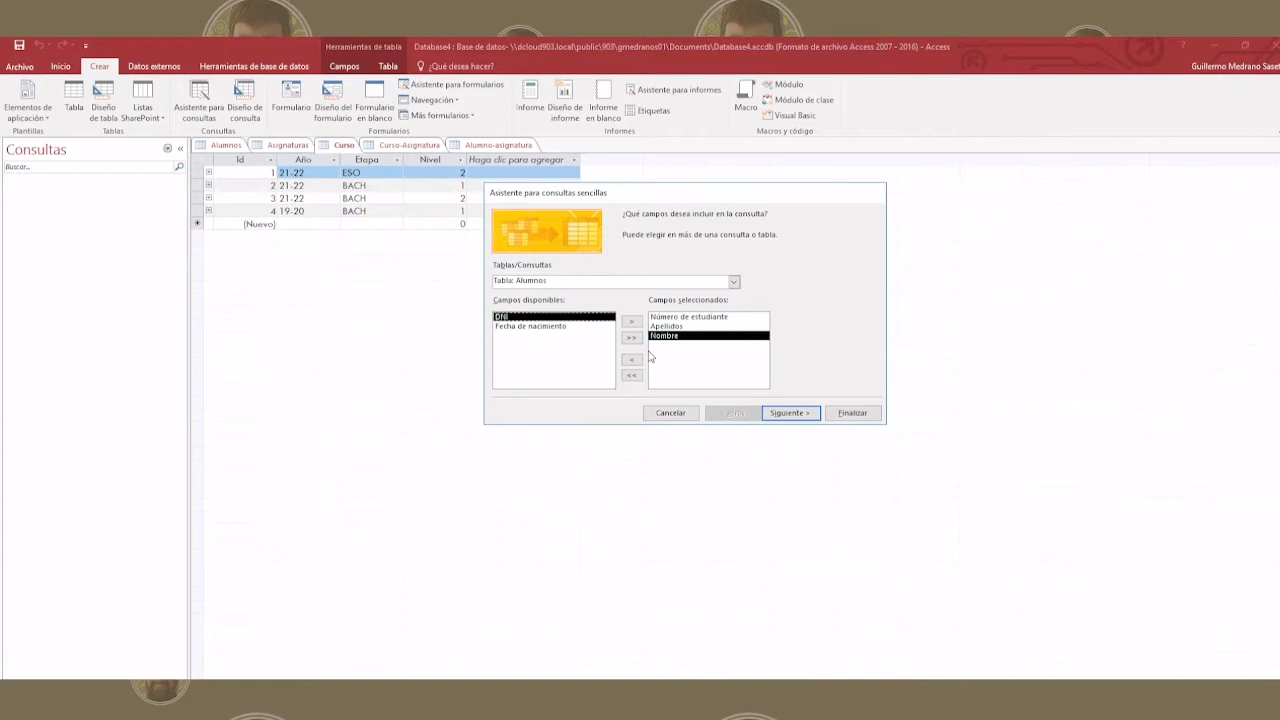 Herramientas de tabla
Database4 : Base de datos- \\dcloud903.local\public\903\gmedranos01\Documents\Database4.accdb (Formato de archivo Access 2007 - 2016) - Access
?
Archivo
Inicio
Crear
Datos externos
Herramientas de base de datos
Campos
Tabla
¿Qué desea hacer?
Guillermo Medrano Saset
Elementos de aplicación
Plantillas
Tabla
Diseño de tabla
Listas SharePoint
Tablas
Asistente para consultas
Diseño de consulta
Consultas
Formulario
Diseño del formulario
Formulario en blanco
Asistente para formularios
Navegación
Más formularios
Formularios
Informe
Diseño de informe
Informe en blanco
Asistente para informes
Etiquetas
Informes
Macro
Módulo
Módulo de clase
Visual Basic
Macros y código
Consultas
Buscar...
Alumnos
Asignaturas
Curso
Curso-Asignatura
Alumno-asignatura
Id Año Etapa Nivel Haga clic para agregar
1 21-22 ESO 2
2 21-22 BACH 1
3 21-22 BACH 2
4 19-20 BACH 1
* (Nuevo) 0
Asistente para consultas sencillas
¿Qué campos desea incluir en la consulta?
Puede elegir en más de una consulta o tabla.
Tablas/Consultas
Tabla: Alumnos
Campos disponibles:
DNI
Fecha de nacimiento
>
>>
<
<<
Campos seleccionados:
Número de estudiante
Apellidos
Nombre
Cancelar
< Atrás
Siguiente >
Finalizar